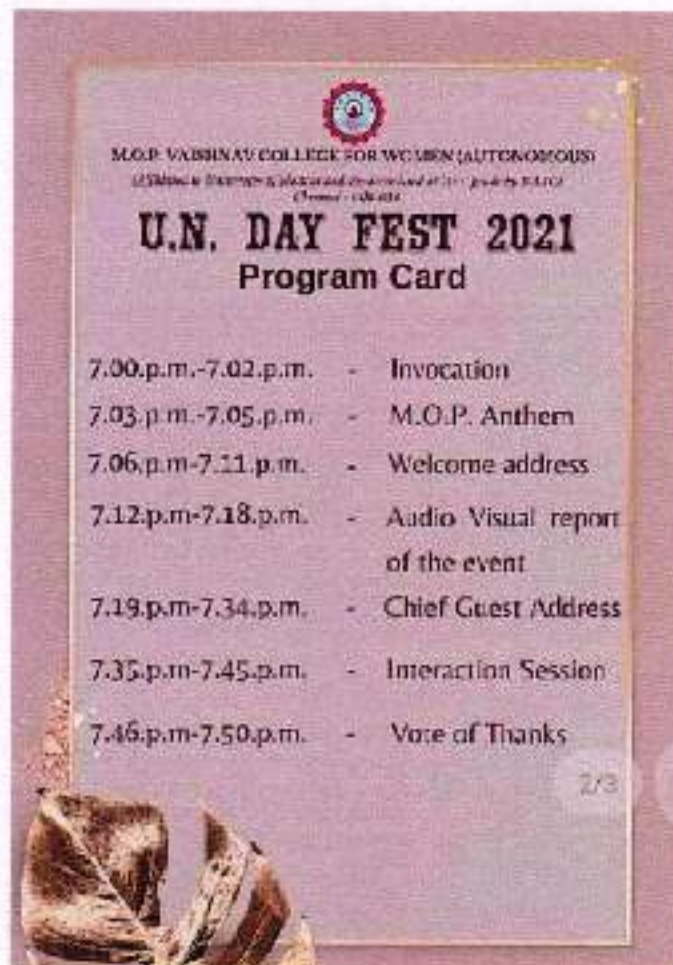 M.O.P. VAISHNAV COLLEGE FOR WOMEN (AUTONOMOUS)
Chennai
U.N. DAY FEST 2021
Program Card
7.00.p.m.-7.02.p.m. - Invocation
7.03.p.m.-7.05.p.m. - M.O.P. Anthem
7.06.p.m-7.11.p.m. - Welcome address
7.12.p.m-7.18.p.m. - Audio Visual report
of the event
7.19.p.m-7.34.p.m. - Chief Guest Address
7.35.p.m-7.45.p.m. - Interaction Session
7.46.p.m-7.50.p.m. - Vote of Thanks
2/3